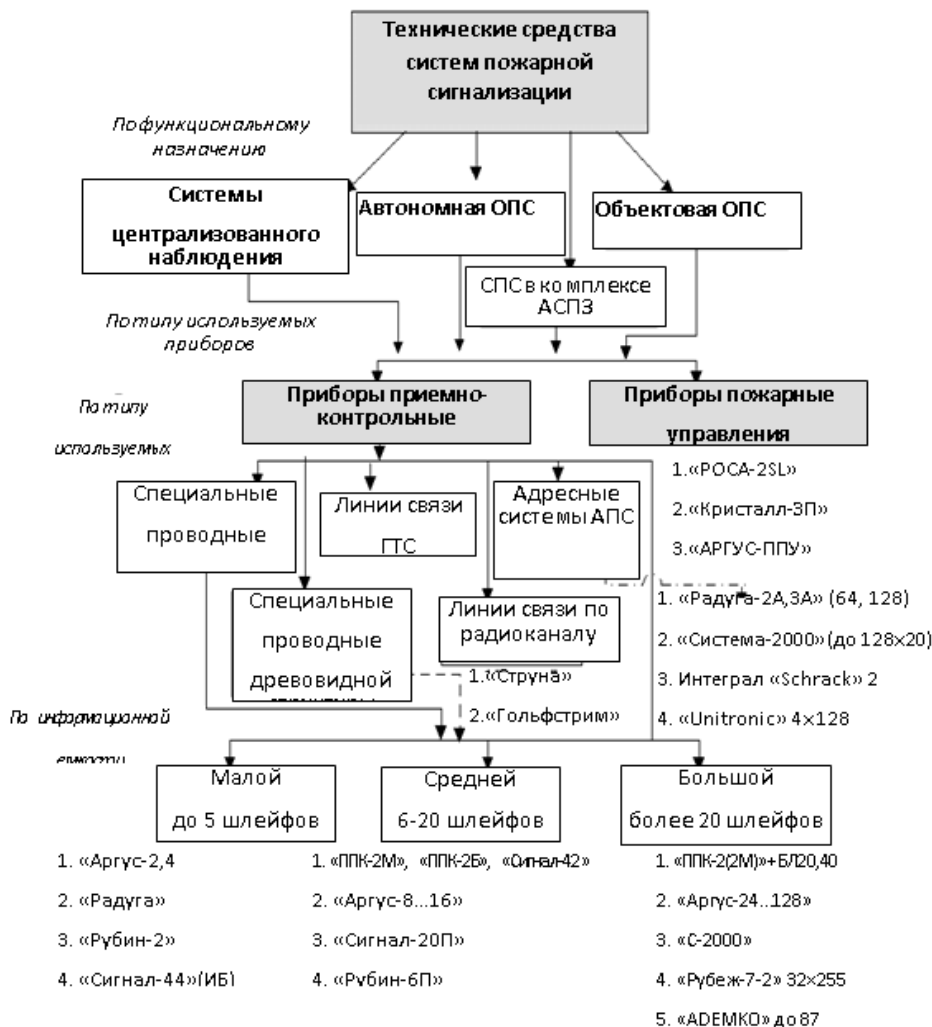 Технические средства
систем пожарной
сигнализации
По функциональному
назначению
Системы
централизованного
наблюдения
Автономная ОПС
Объектовая ОПС
СПС в комплексе
АСПЗ
По типу используемых
приборов
Приборы приемно-
контрольные
Приборы пожарные
управления
По типу
используемых
1.«РОСА-2SL»
2.«Кристалл-3П»
3.«АРГУС-ППУ»
Специальные
проводные
Линии связи
ГТС
Адресные
системы АПС
Специальные
проводные
древовидной
Линии связи по
радиоканалу
1.«Струна»
2.«Гольфстрим»
1. «Радуга-2А,3А» (64, 128)
2. «Система-2000» (до 128×20)
3. Интеграл «Schrack» 2
4. «Unitronic» 4×128
По информационной
Малой
до 5 шлейфов
Средней
6-20 шлейфов
Большой
более 20 шлейфов
1. «Аргус-2,4
2. «Радуга»
3. «Рубин-2»
4. «Сигнал-44»(ИБ)
1. «ППК-2М», «ППК-2Б», «Сигнал-42»
2. «Аргус-8...16»
3. «Сигнал-20П»
4. «Рубин-6П»
1. «ППК-2(2М)»+БЛ20,40
2. «Аргус-24...128»
3. «С-2000»
4. «Рубеж-7-2» 32×255
5. «ADEMKO» до 87